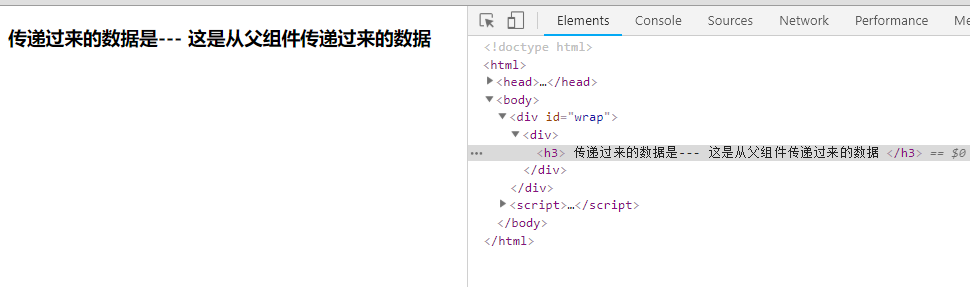 传递过来的数据是--- 这是从父组件传递过来的数据
Elements Console Sources Network Performance Me
<!doctype html>
<html>
<head>…</head>
<body>
<div id="wrap">
<div>
<h3> 传递过来的数据是--- 这是从父组件传递过来的数据 </h3> == $0
</div>
</div>
<script>…</script>
</body>
</html>